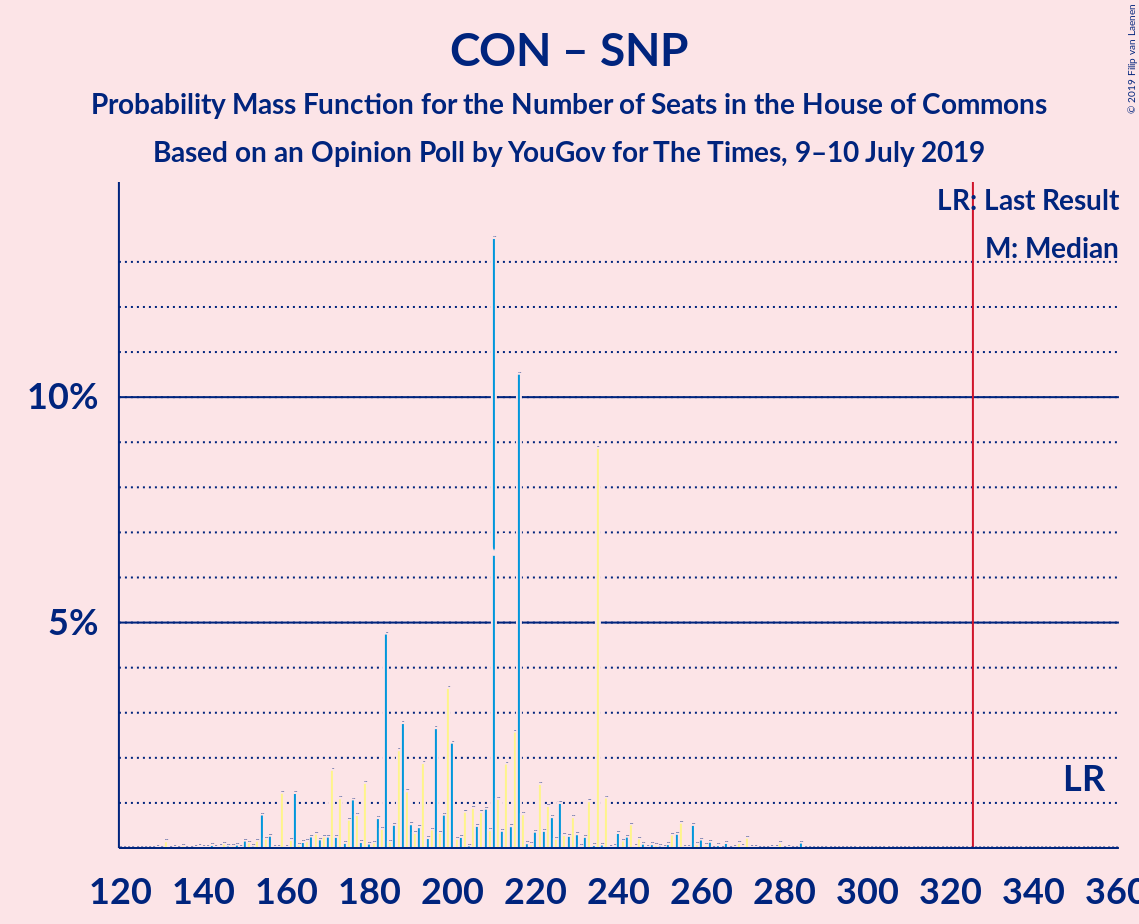 CON – SNP
Probability Mass Function for the Number of Seats in the House of Commons
Based on an Opinion Poll by YouGov for The Times, 9–10 July 2019
© 2019 Filip van Laenen
LR: Last Result
M: Median
10%
5%
LR
120 140 160 180 200 220 240 260 280 300 320 340 360